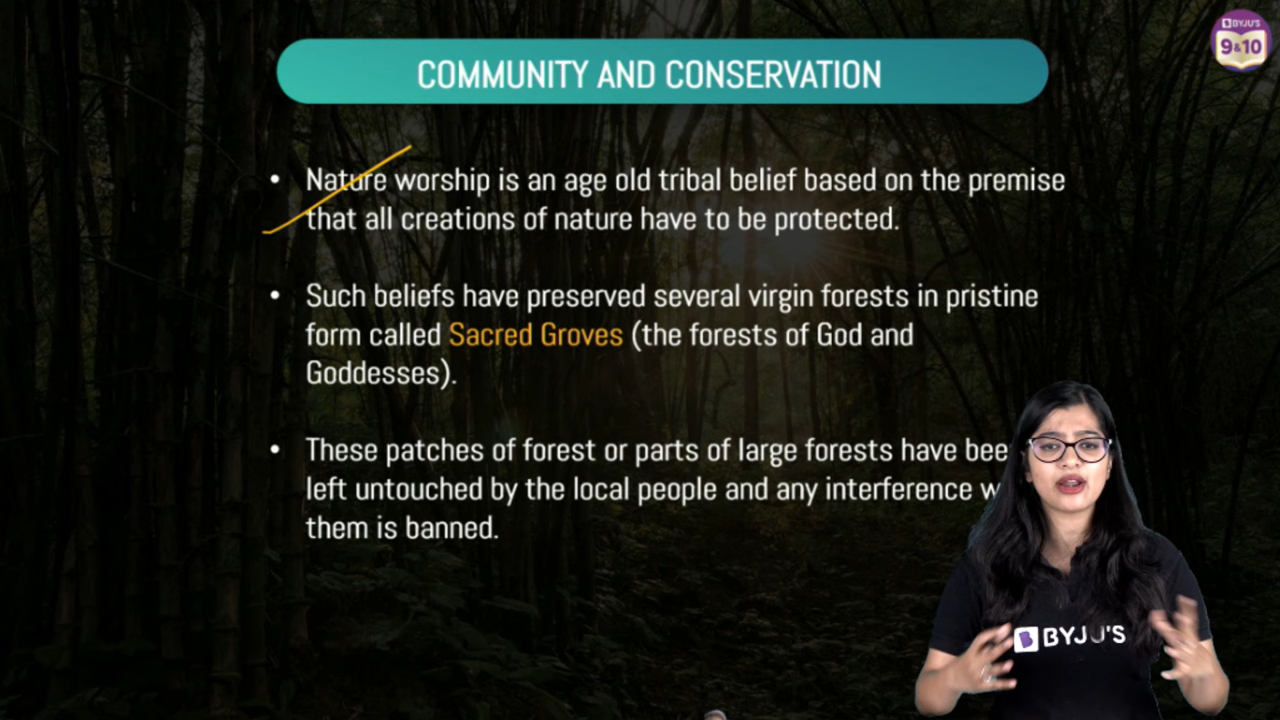 BYJU'S
9&10
COMMUNITY AND CONSERVATION
• Nature worship is an age old tribal belief based on the premise
that all creations of nature have to be protected.
• Such beliefs have preserved several virgin forests in pristine
form called Sacred Groves (the forests of God and
Goddesses).
• These patches of forest or parts of large forests have
left untouched by the local people and any interference
them is banned.
BYJU'S